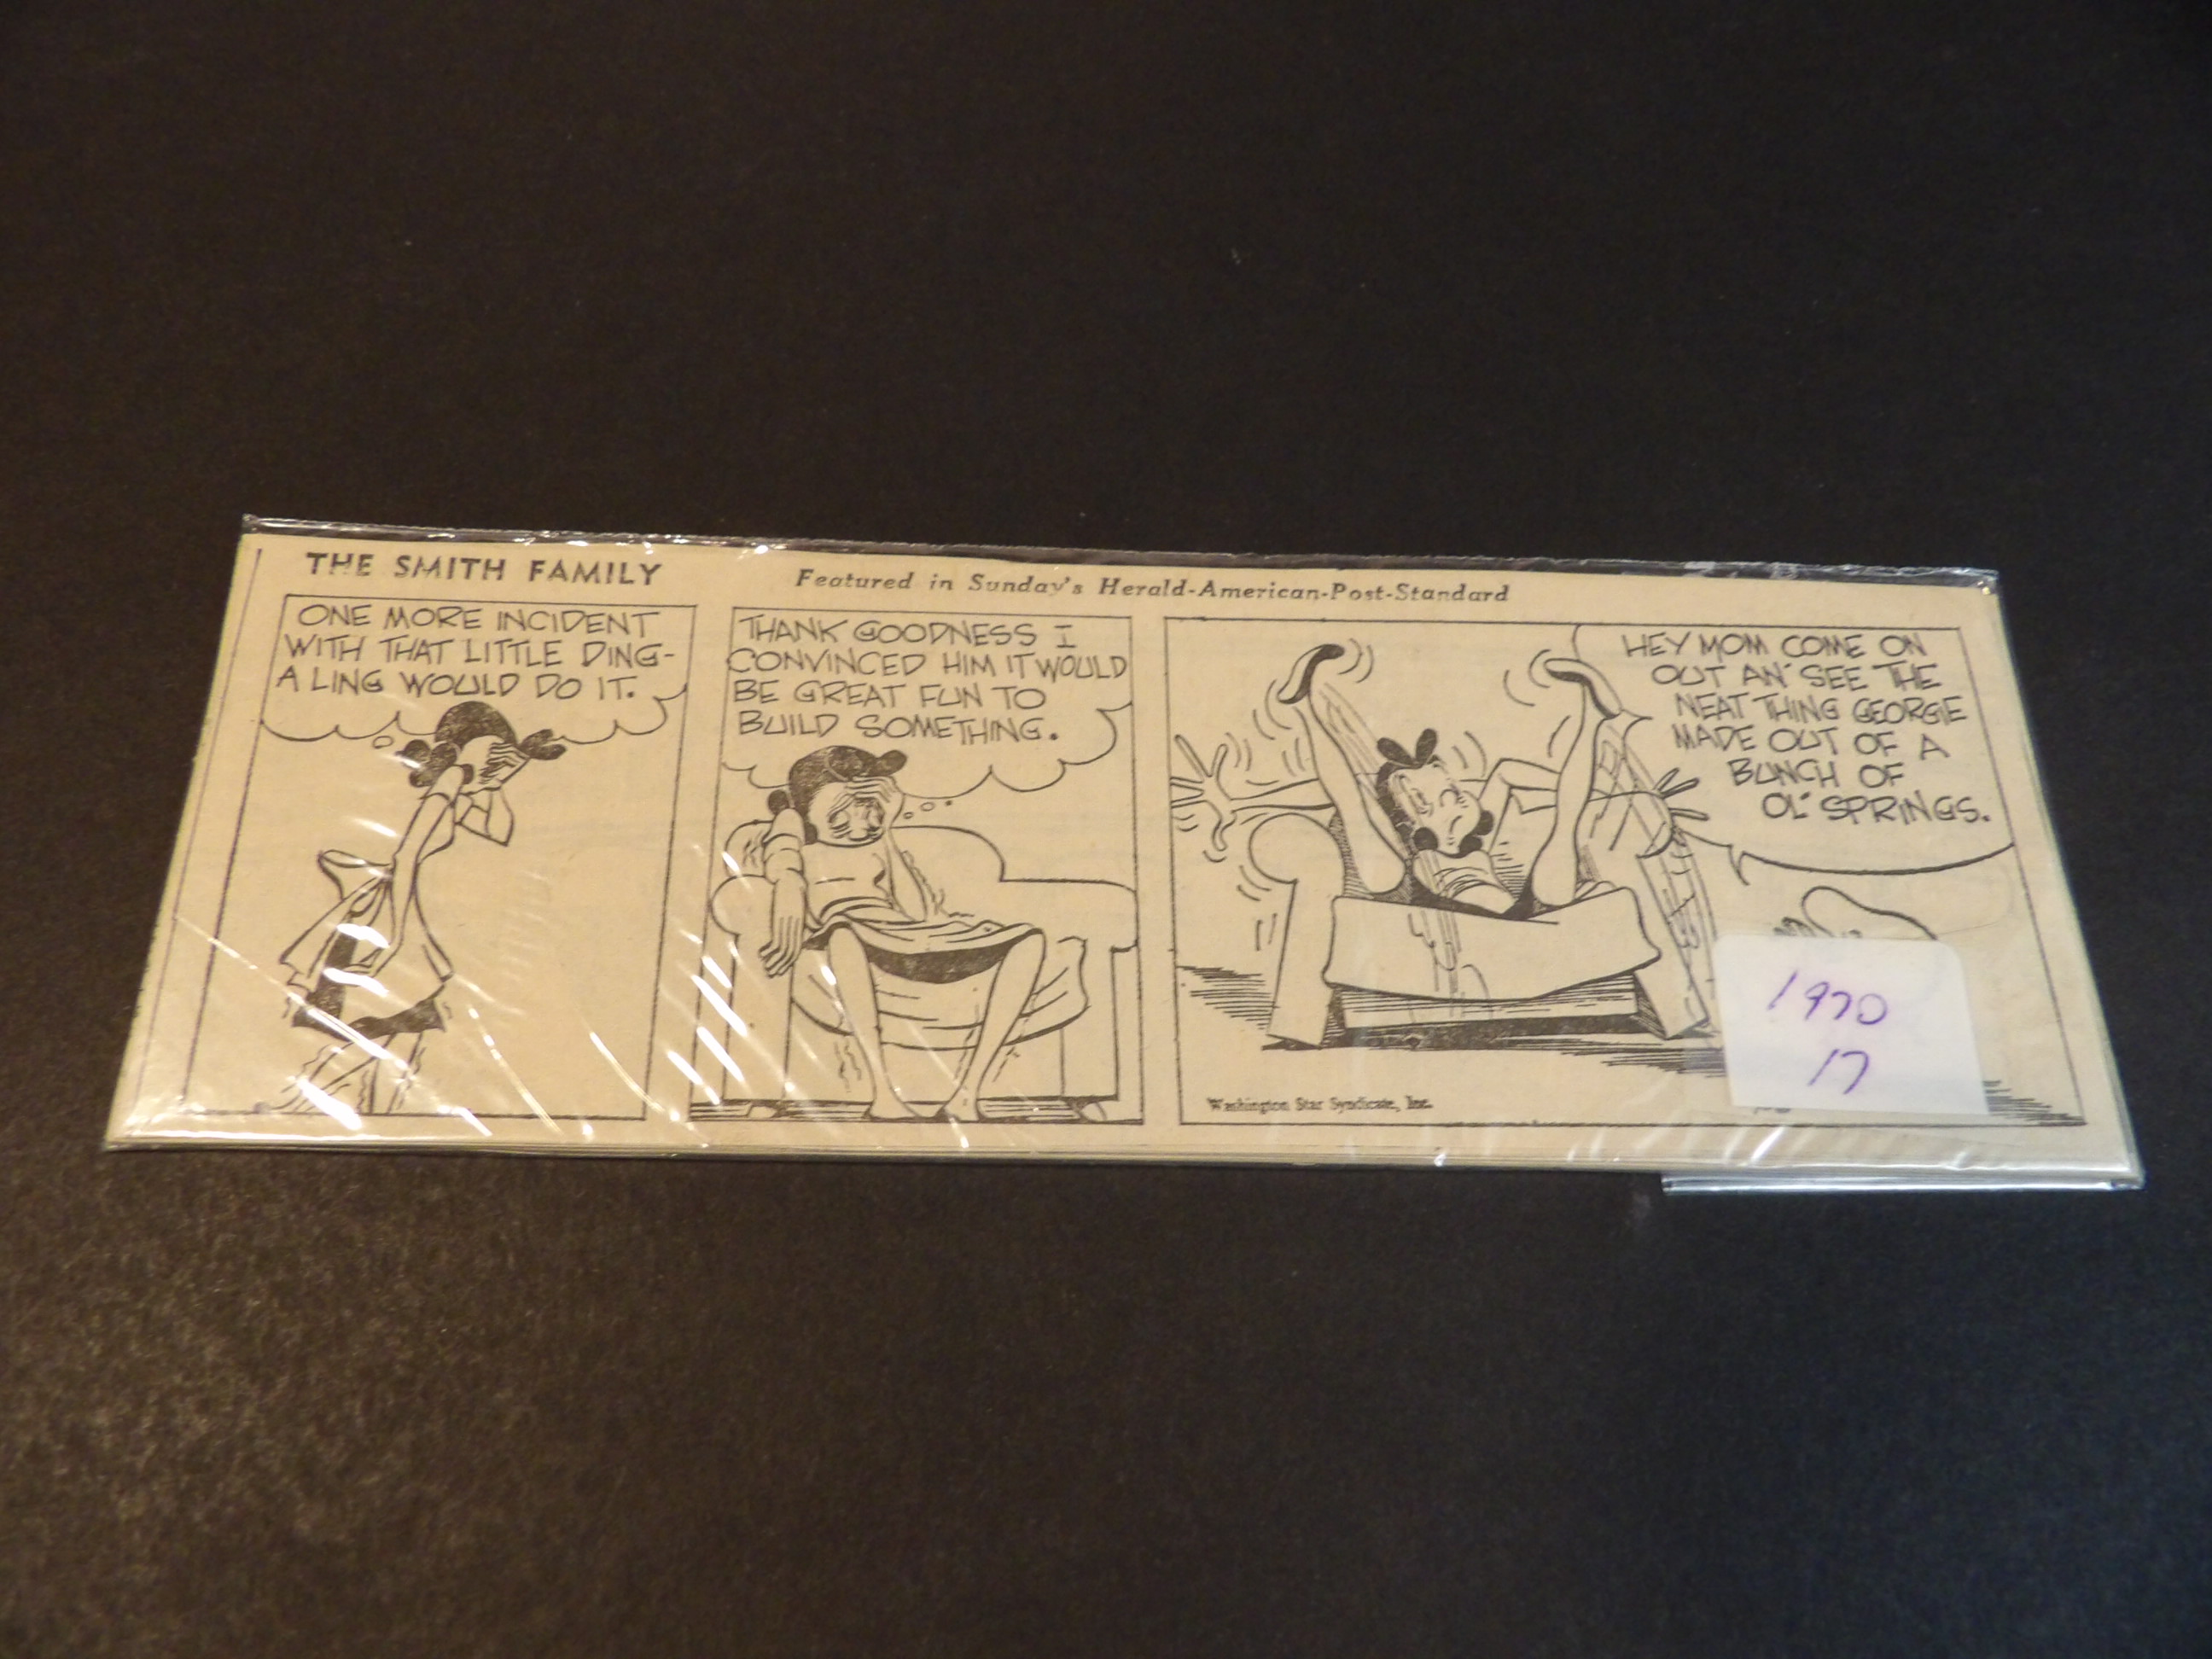 THE SMITH FAMILY
Featured in Sunday's Herald-American-Post-Standard
ONE MORE INCIDENT
WITH THAT LITTLE DING-
A LING WOULD DO IT.
THANK GOODNESS I
CONVINCED HIM IT WOULD
BE GREAT FUN TO
BUILD SOMETHING.
HEY MOM COME ON
OUT AN' SEE THE
NEAT THING GEORGIE
MADE OUT OF A
BUNCH OF
OL' SPRINGS.
Washington Star Syndicate, Inc.
1970
17